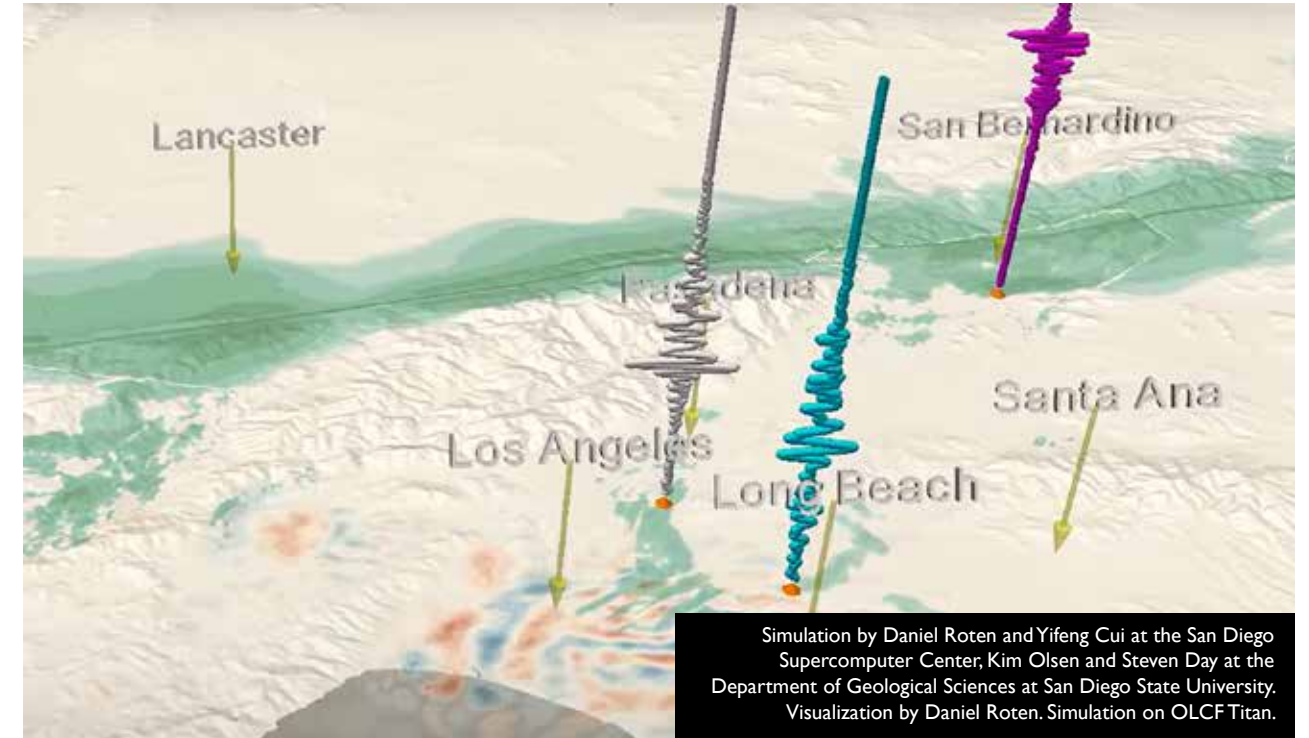 Lancaster
San Bernardino
Pasadena
Santa Ana
Los Angeles
Long Beach
Simulation by Daniel Roten and Yifeng Cui at the San Diego
Supercomputer Center, Kim Olsen and Steven Day at the
Department of Geological Sciences at San Diego State University.
Visualization by Daniel Roten. Simulation on OLCF Titan.